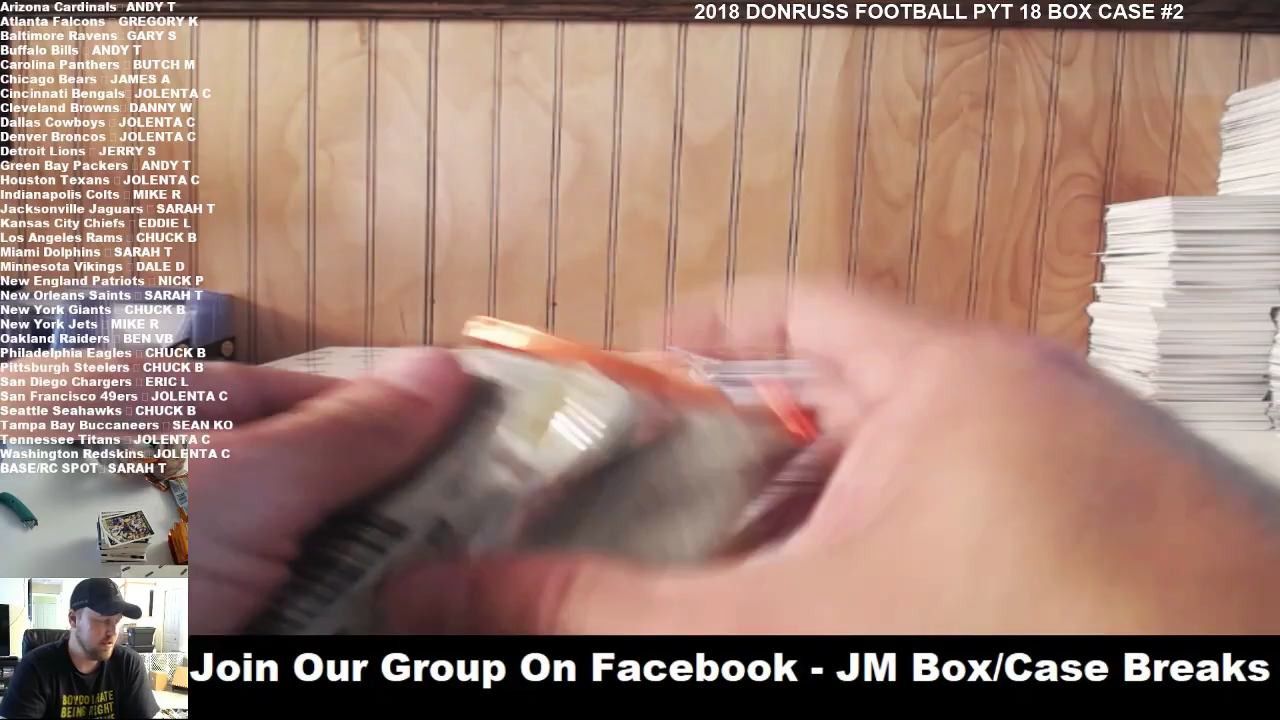 2018 DONRUSS FOOTBALL PYT 18 BOX CASE #2
Arizona Cardinals ANDY T
Atlanta Falcons GREGORY K
Baltimore Ravens GARY S
Buffalo Bills ANDY T
Carolina Panthers BUTCH M
Chicago Bears JAMES A
Cincinnati Bengals JOLENTA C
Cleveland Browns DANNY W
Dallas Cowboys JOLENTA C
Denver Broncos JOLENTA C
Detroit Lions JERRY S
Green Bay Packers ANDY T
Houston Texans JOLENTA C
Indianapolis Colts MIKE R
Jacksonville Jaguars SARAH T
Kansas City Chiefs EDDIE L
Los Angeles Rams CHUCK B
Miami Dolphins SARAH T
Minnesota Vikings DALE D
New England Patriots NICK P
New Orleans Saints SARAH T
New York Giants CHUCK B
New York Jets MIKE R
Oakland Raiders BEN VB
Philadelphia Eagles CHUCK B
Pittsburgh Steelers CHUCK B
San Diego Chargers ERIC L
San Francisco 49ers JOLENTA C
Seattle Seahawks CHUCK B
Tampa Bay Buccaneers SEAN KO
Tennessee Titans JOLENTA C
Washington Redskins JOLENTA C
BASE/RC SPOT SARAH T
BEING RIGHT
Join Our Group On Facebook - JM Box/Case Breaks